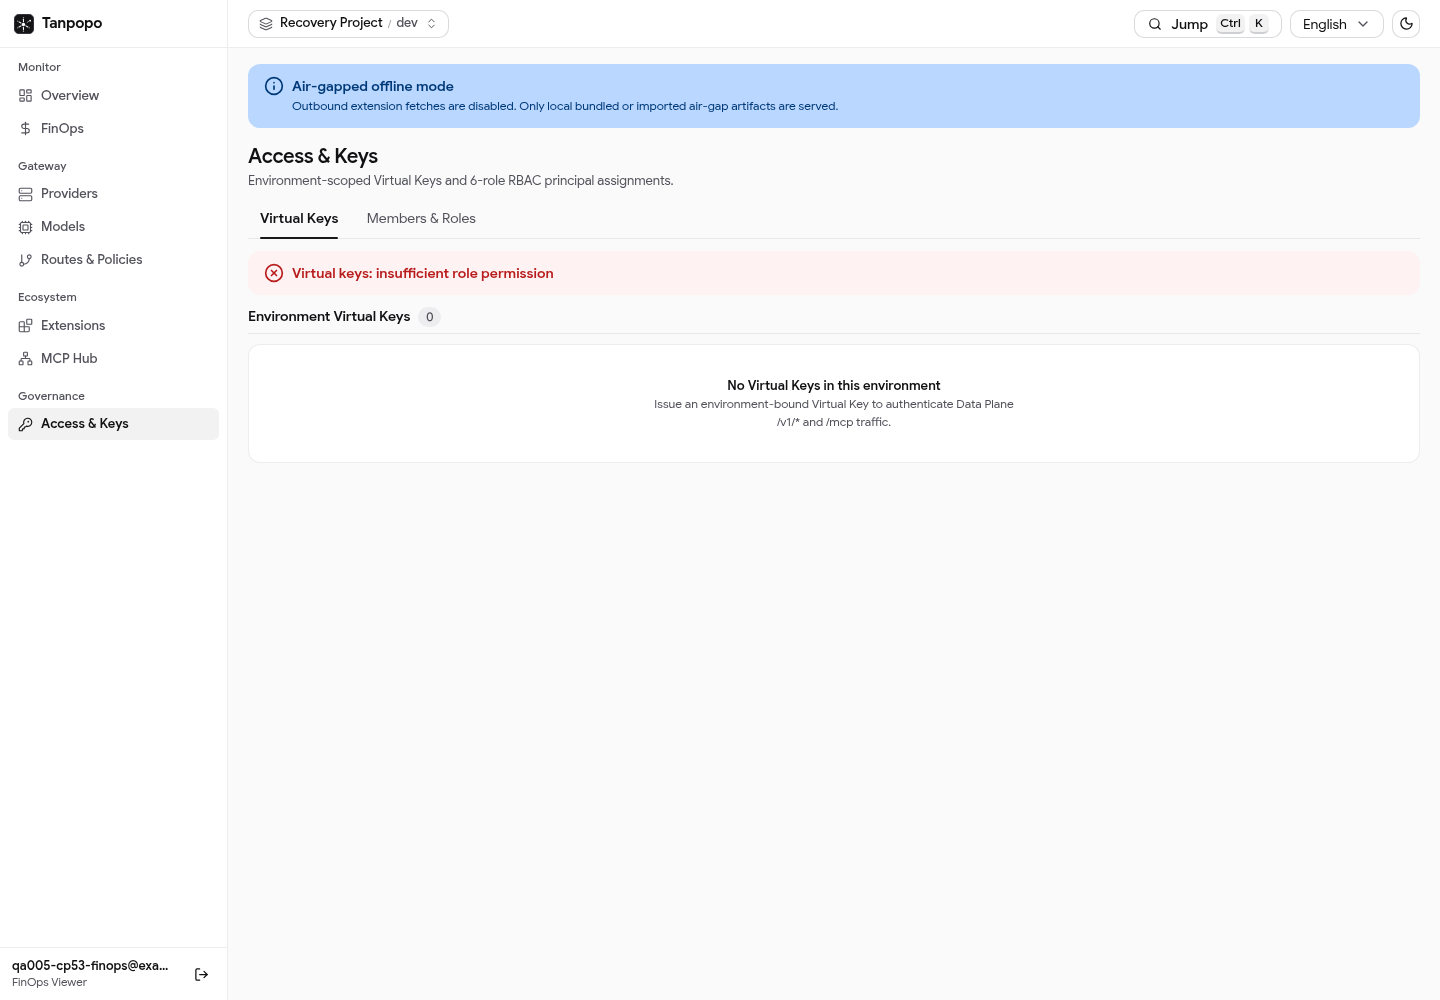 Tanpopo
Recovery Project / dev
Jump Ctrl K
English
Monitor
Overview
FinOps
Gateway
Providers
Models
Routes & Policies
Ecosystem
Extensions
MCP Hub
Governance
Access & Keys
qa005-cp53-finops@exa...
FinOps Viewer
Air-gapped offline mode
Outbound extension fetches are disabled. Only local bundled or imported air-gap artifacts are served.
Access & Keys
Environment-scoped Virtual Keys and 6-role RBAC principal assignments.
Virtual Keys Members & Roles
Virtual keys: insufficient role permission
Environment Virtual Keys 0
No Virtual Keys in this environment
Issue an environment-bound Virtual Key to authenticate Data Plane
/v1/* and /mcp traffic.